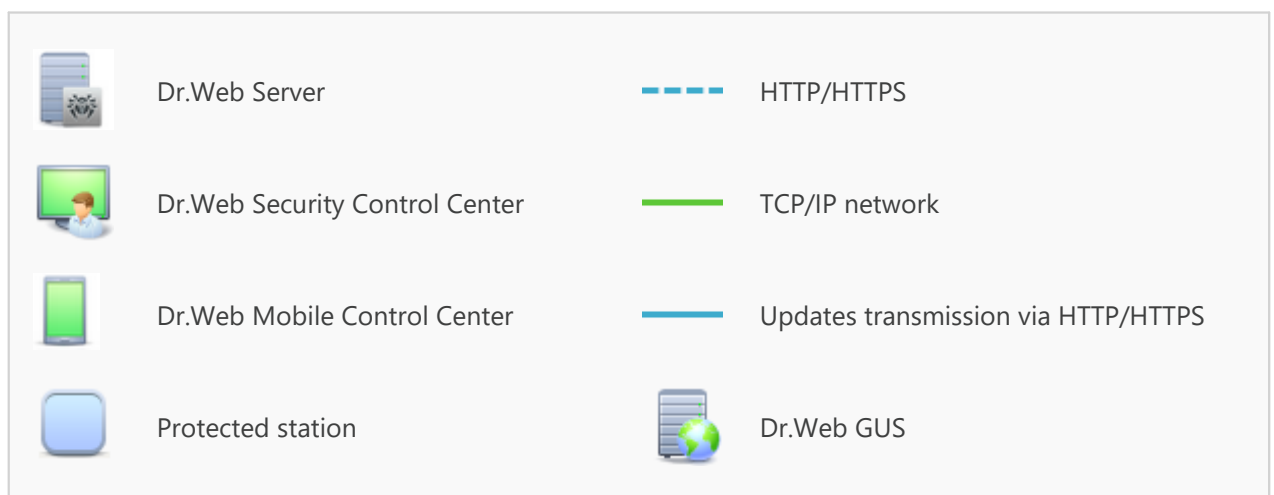 Dr.Web Server
HTTP/HTTPS
Dr.Web Security Control Center
TCP/IP network
Dr.Web Mobile Control Center
Updates transmission via HTTP/HTTPS
Protected station
Dr.Web GUS